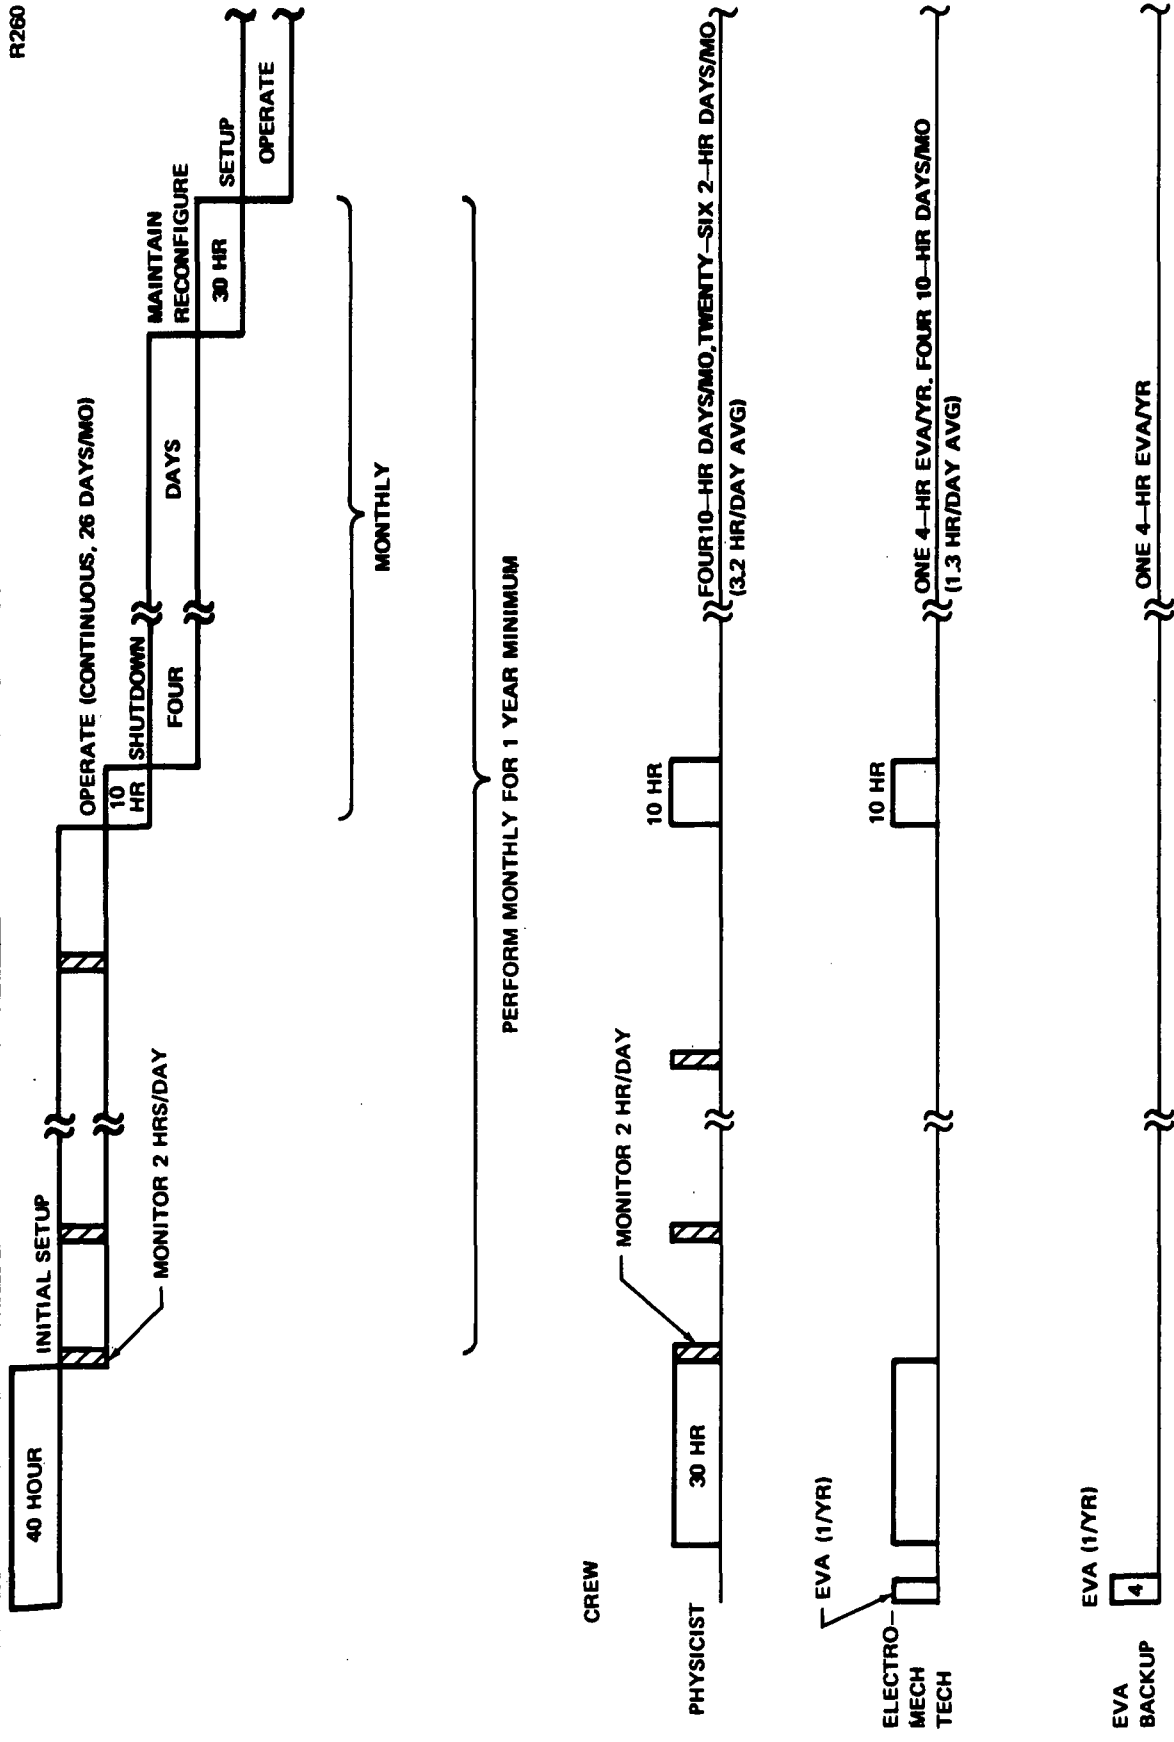 R260
40 HOUR
INITIAL SETUP
MONITOR 2 HRS/DAY
OPERATE (CONTINUOUS, 26 DAYS/MO)
10
HR
SHUTDOWN
FOUR
DAYS
MAINTAIN
RECONFIGURE
30 HR
SETUP
OPERATE
MONTHLY
PERFORM MONTHLY FOR 1 YEAR MINIMUM
CREW
PHYSICIST
30 HR
MONITOR 2 HR/DAY
10 HR
FOUR10-HR DAYS/MO,TWENTY-SIX 2-HR DAYS/MO
(3.2 HR/DAY AVG)
ELECTRO-
MECH
TECH
EVA (1/YR)
10 HR
ONE 4-HR EVA/YR. FOUR 10-HR DAYS/MO
(1.3 HR/DAY AVG)
EVA
BACKUP
EVA (1/YR)
4
ONE 4-HR EVA/YR